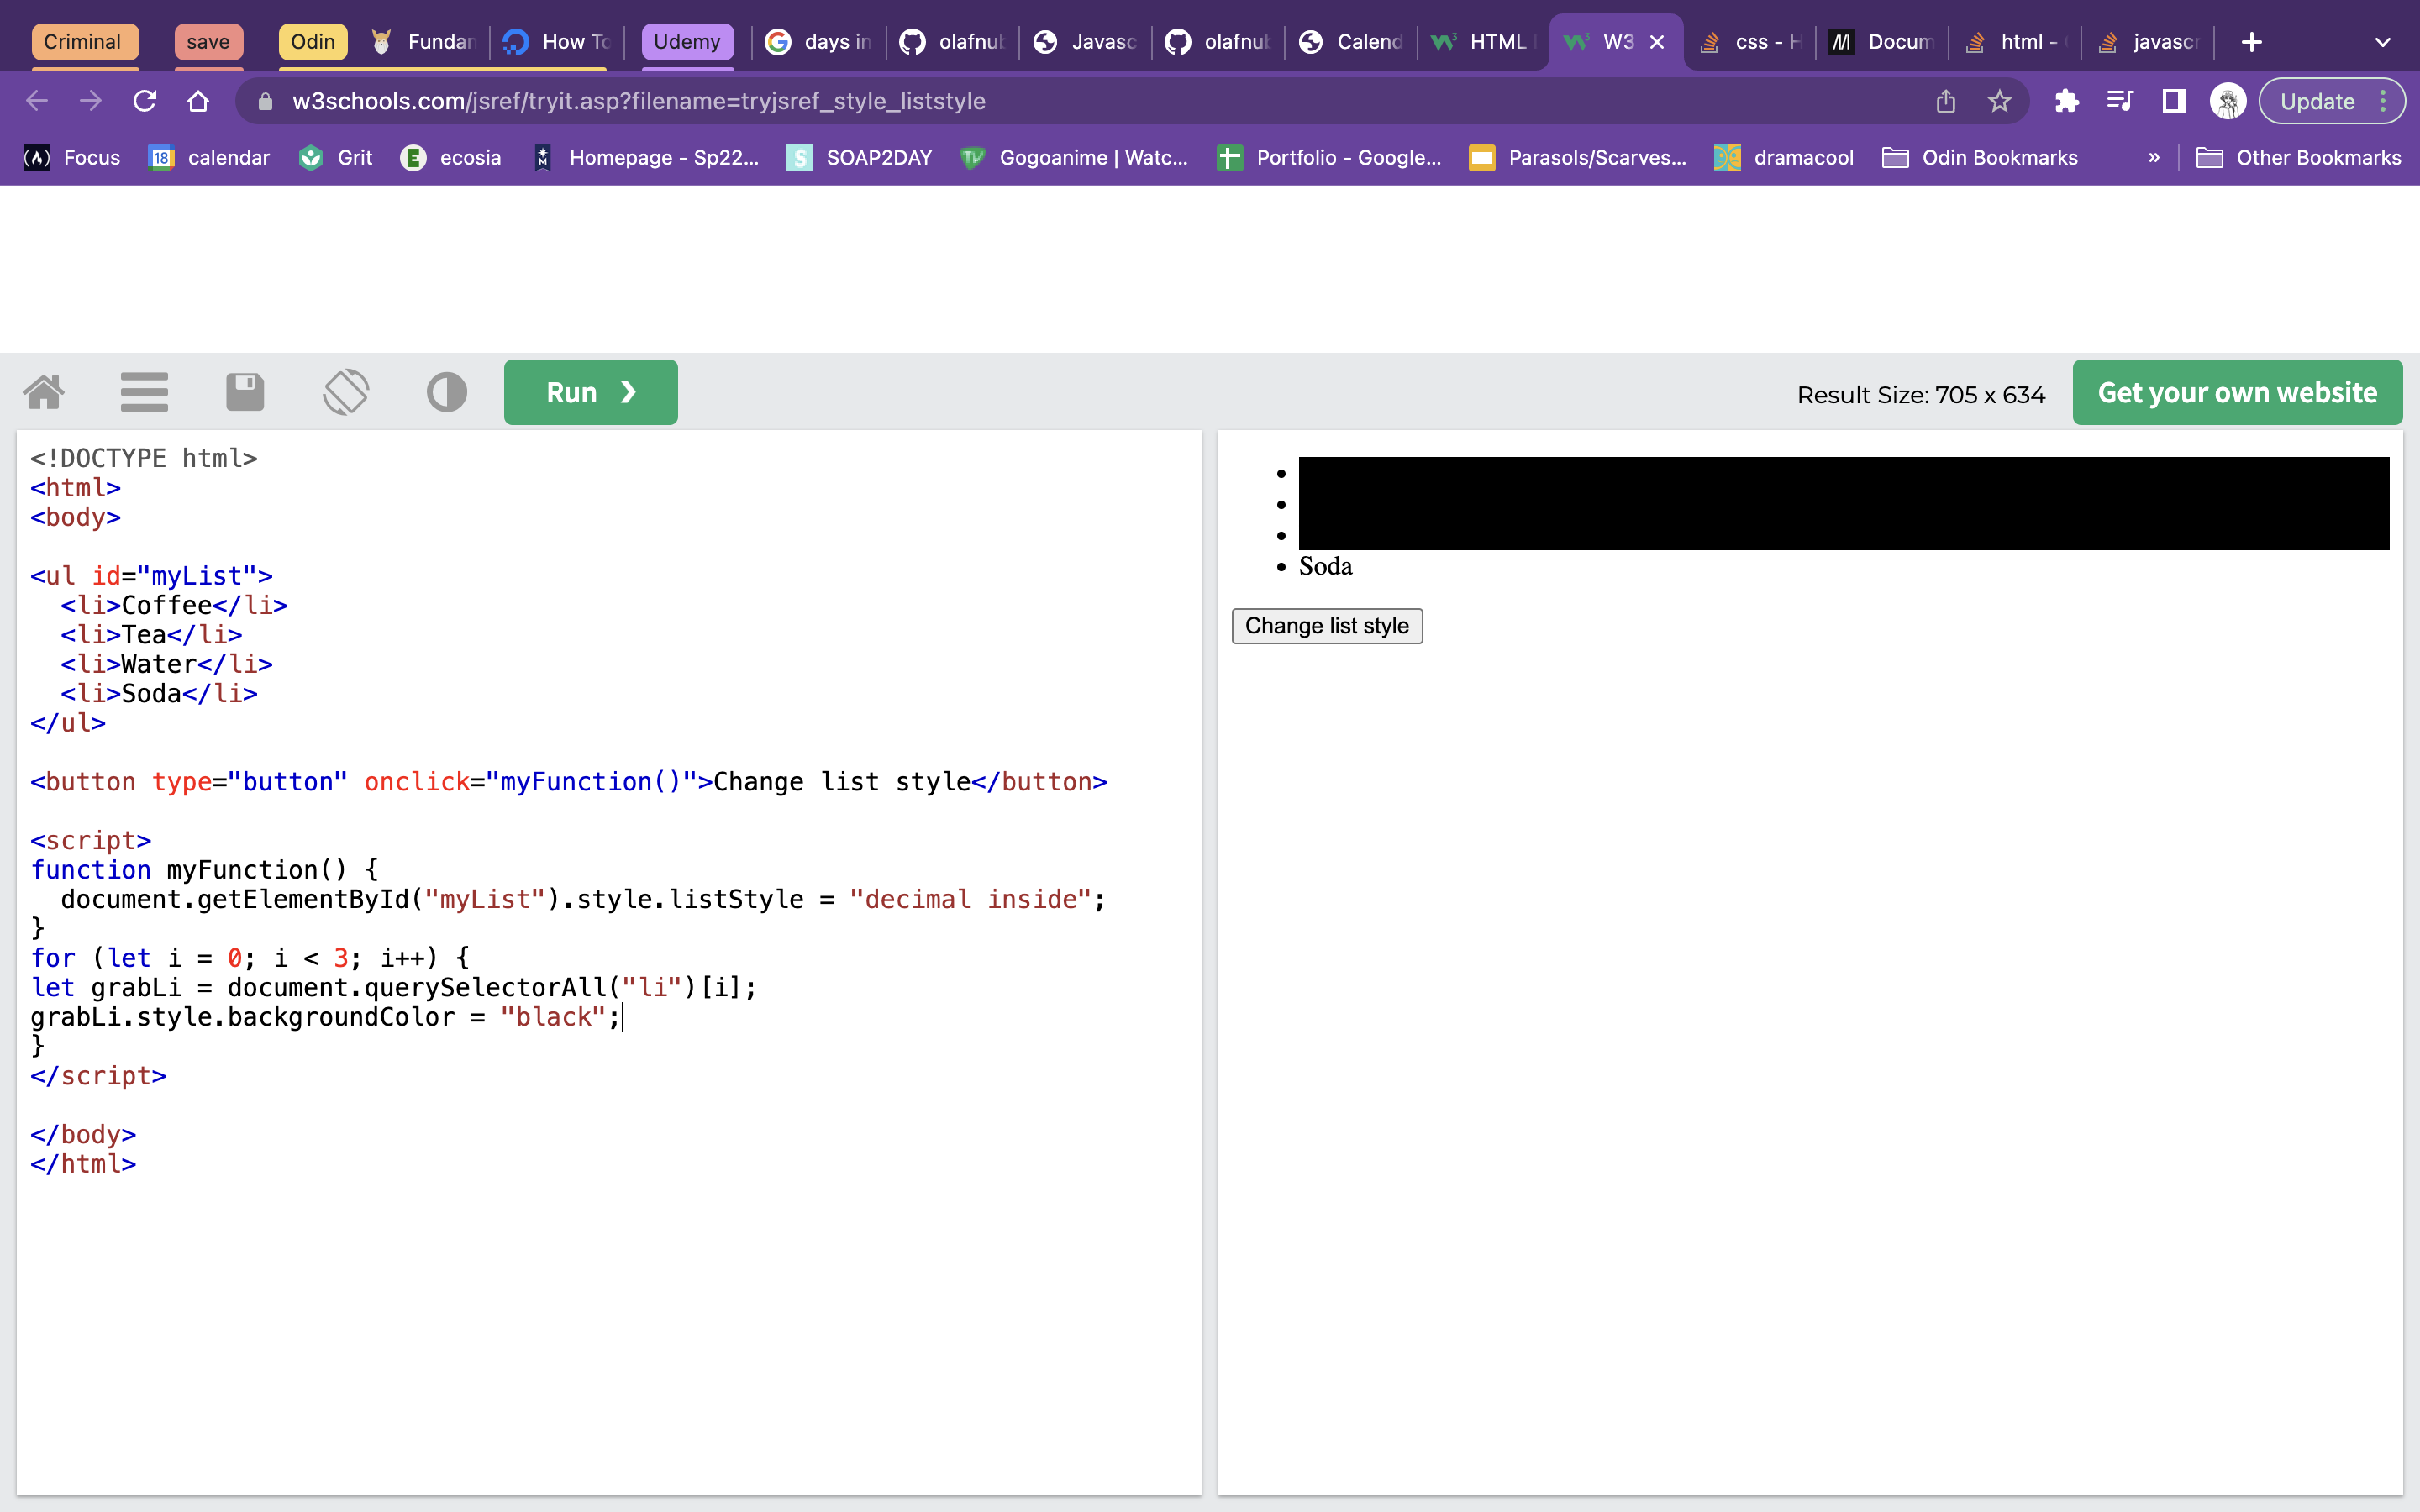 Criminal save Odin Fundan How To Udemy days in olafnub Javasc olafnub Calend HTML W3 css - H Docum html - javascr
w3schools.com/jsref/tryit.asp?filename=tryjsref_style_liststyle Update
Focus 18 calendar Grit ecosia Homepage - Sp22... SOAP2DAY Gogoanime | Watc... Portfolio - Google... Parasols/Scarves... dramacool Odin Bookmarks » Other Bookmarks
Run ❯ Result Size: 705 x 634 Get your own website
<!DOCTYPE html>
<html>
<body>
<ul id="myList">
<li>Coffee</li>
<li>Tea</li>
<li>Water</li>
<li>Soda</li>
</ul>
<button type="button" onclick="myFunction()">Change list style</button>
<script>
function myFunction() {
document.getElementById("myList").style.listStyle = "decimal inside";
}
for (let i = 0; i < 3; i++) {
let grabLi = document.querySelectorAll("li")[i];
grabLi.style.backgroundColor = "black";
}
</script>
</body>
</html>
Soda
Change list style